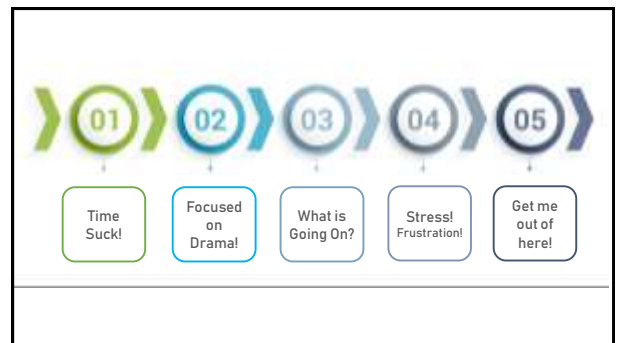 01 02 03 04 05
Time
Suck!
Focused
on
Drama!
What is
Going On?
Stress!
Frustration!
Get me
out of
here!